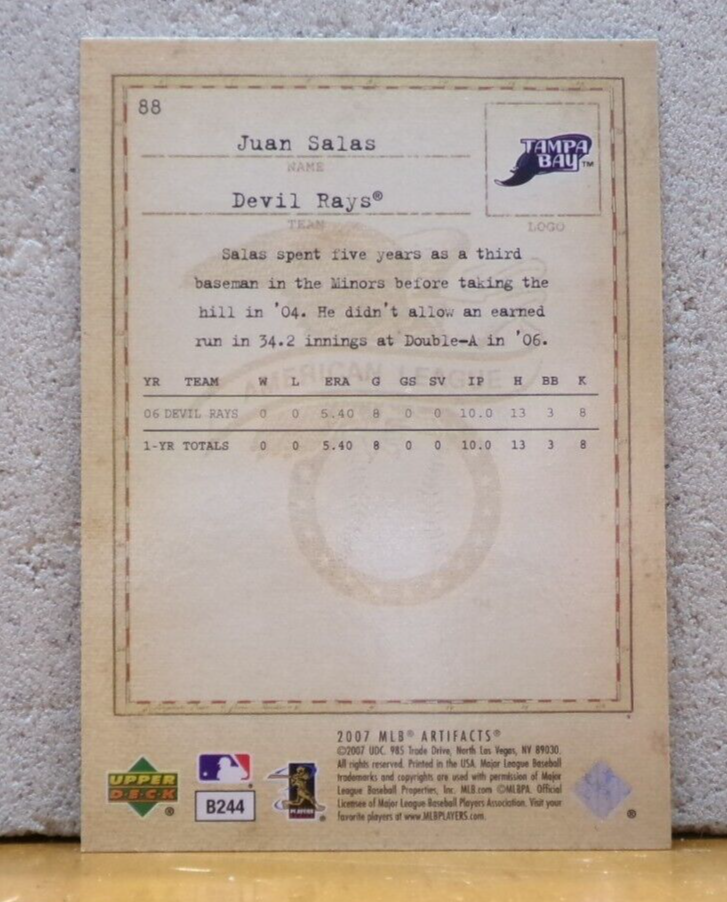 88
Juan Salas
NAME
Devil Rays®
TEAM
TAMPA
BAY™
LOGO
Salas spent five years as a third
baseman in the Minors before taking the
hill in '04. He didn't allow an earned
run in 34.2 innings at Double-A in '06.
AMERICAN LEAGUE
YR TEAM W L ERA G GS SV IP H BB K
06 DEVIL RAYS 0 0 5.40 8 0 0 10.0 13 3 8
1-YR TOTALS 0 0 5.40 8 0 0 10.0 13 3 8
2007 MLB® ARTIFACTS®
©2007 UDC. 985 Trade Drive, North Las Vegas, NV 89030.
All rights reserved. Printed in the USA. Major League Baseball
trademarks and copyrights are used with permission of Major
League Baseball Properties, Inc. MLB.com ©MLBPA. Official
Licensee of Major League Baseball Players Association. Visit your
favorite players at www.MLBPLAYERS.com.
UPPER
DECK®
B244
PLAYERS
®